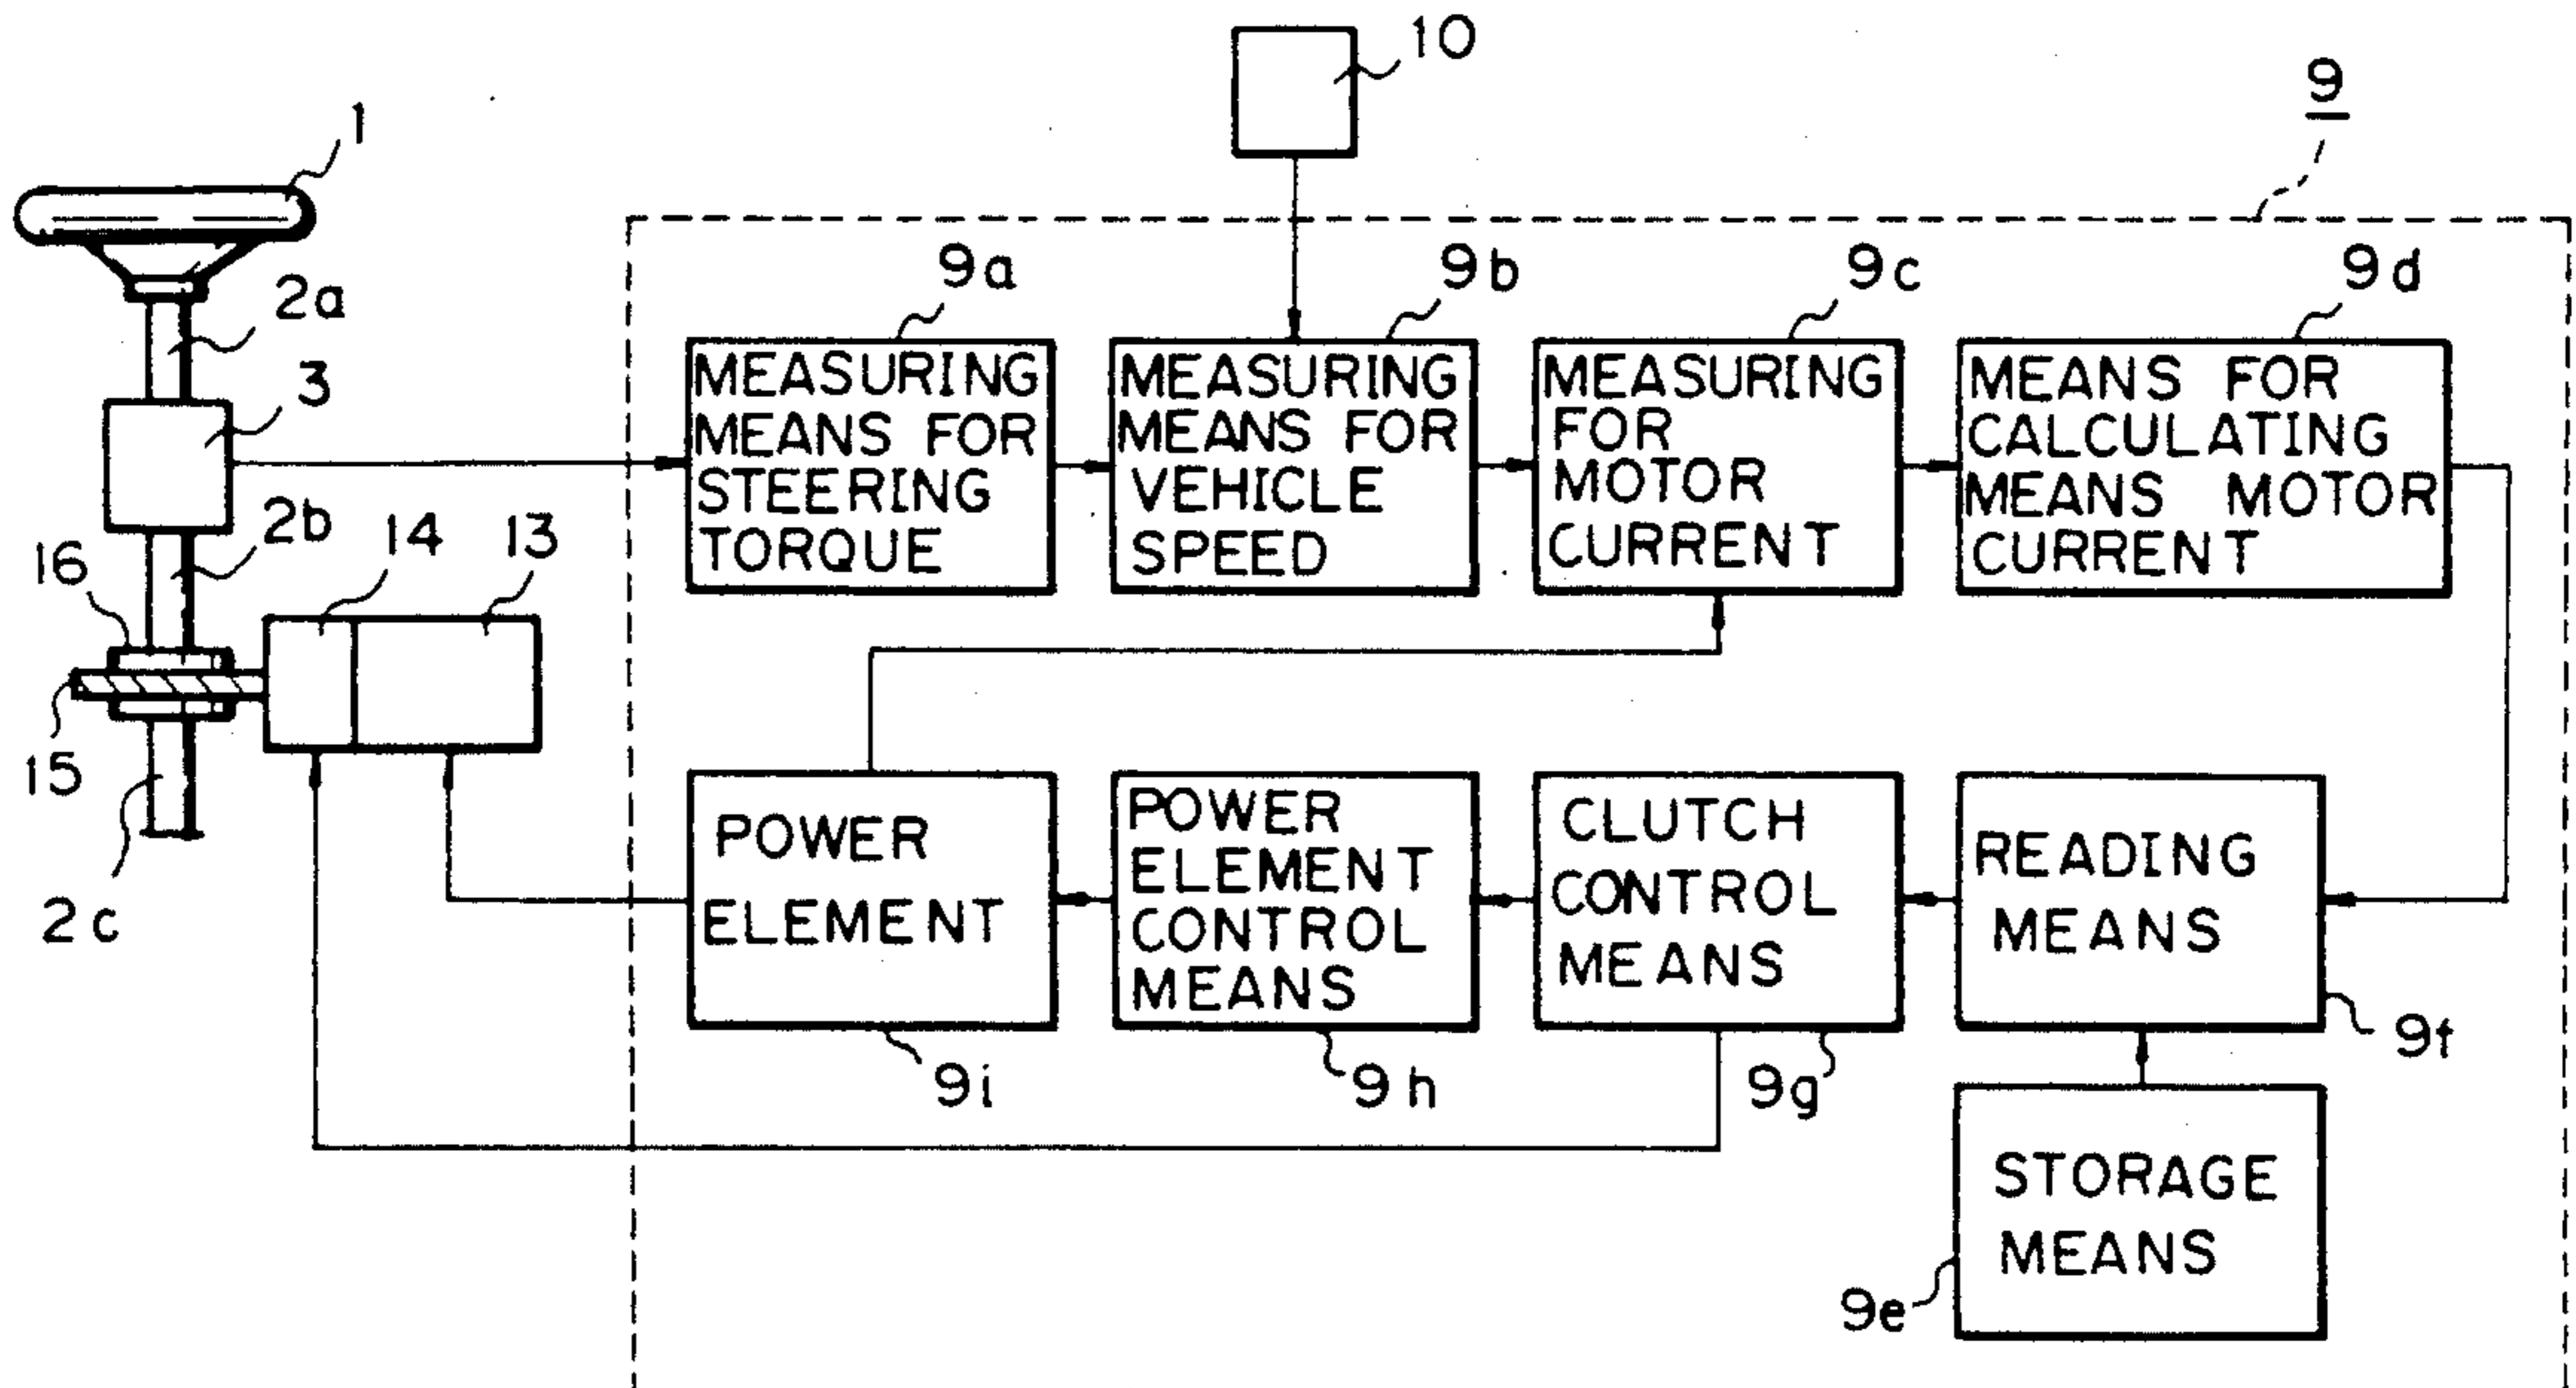 10
9
1
9a
9b
9c
9d
2a
MEASURING
MEANS FOR
STEERING
TORQUE
MEASURING
MEANS FOR
VEHICLE
SPEED
MEASURING
FOR
MOTOR
CURRENT
MEANS FOR
CALCULATING
MEANS MOTOR
CURRENT
3
2b
14
13
16
15
2c
POWER
ELEMENT
POWER
ELEMENT
CONTROL
MEANS
CLUTCH
CONTROL
MEANS
READING
MEANS
9i
9h
9g
9f
STORAGE
MEANS
9e